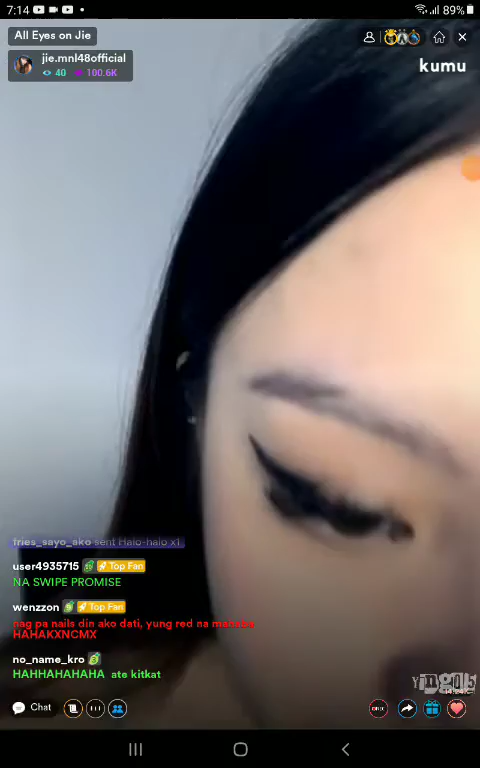 7:14
89%
All Eyes on Jie
jie.mnl48official
40 100.6K
kumu
fries_sayo_ako sent Halo-halo x1
user4935715 Top Fan
NA SWIPE PROMISE
wenzzon 9 Top Fan
nag pa nails din ako dati, yung red na mahaba
HAHAKXNCMX
no_name_kro
HAHHAHAHAHA ate kitkat
Chat